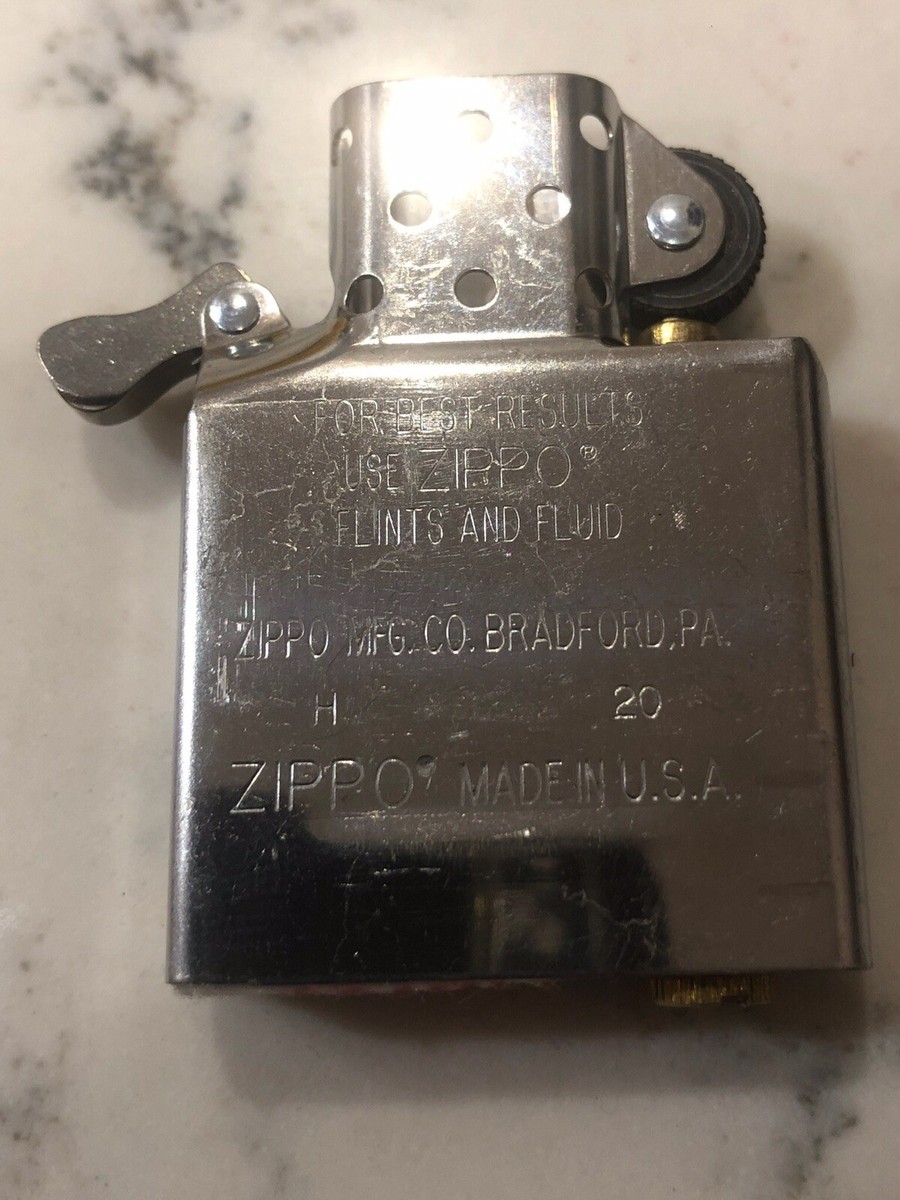 FOR BEST RESULTS
USE ZIPPO®
FLINTS AND FLUID
ZIPPO MFG. CO. BRADFORD, PA.
H 20
ZIPPO® MADE IN U.S.A.